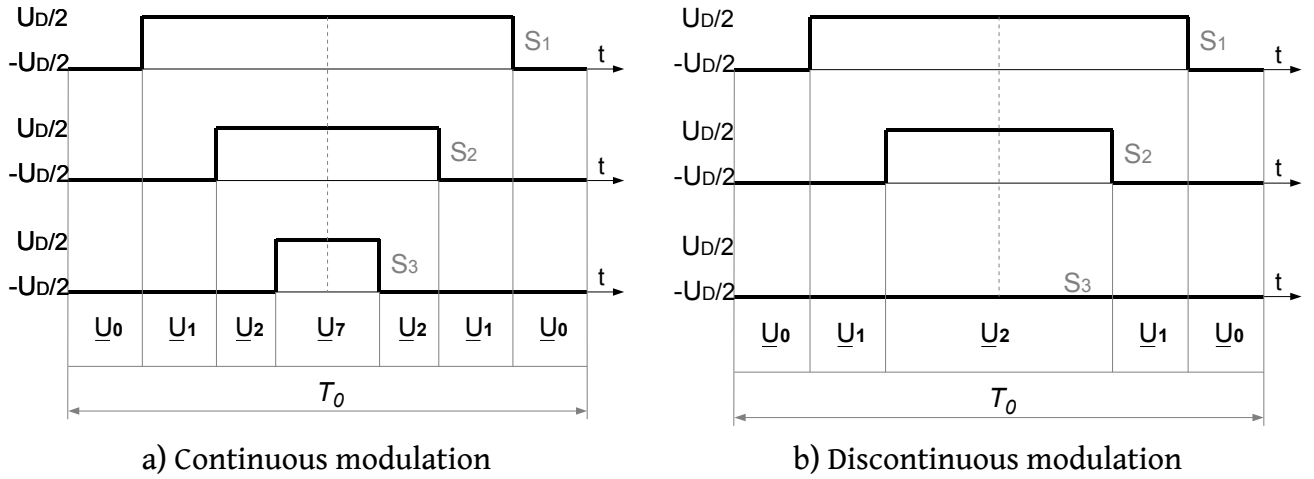 UD/2
-UD/2
S1
t
UD/2
-UD/2
S2
t
UD/2
-UD/2
S3
t
U0 U1 U2 U7 U2 U1 U0
T0
a) Continuous modulation
UD/2
-UD/2
S1
t
UD/2
-UD/2
S2
t
UD/2
-UD/2
S3
t
U0 U1 U2 U1 U0
T0
b) Discontinuous modulation